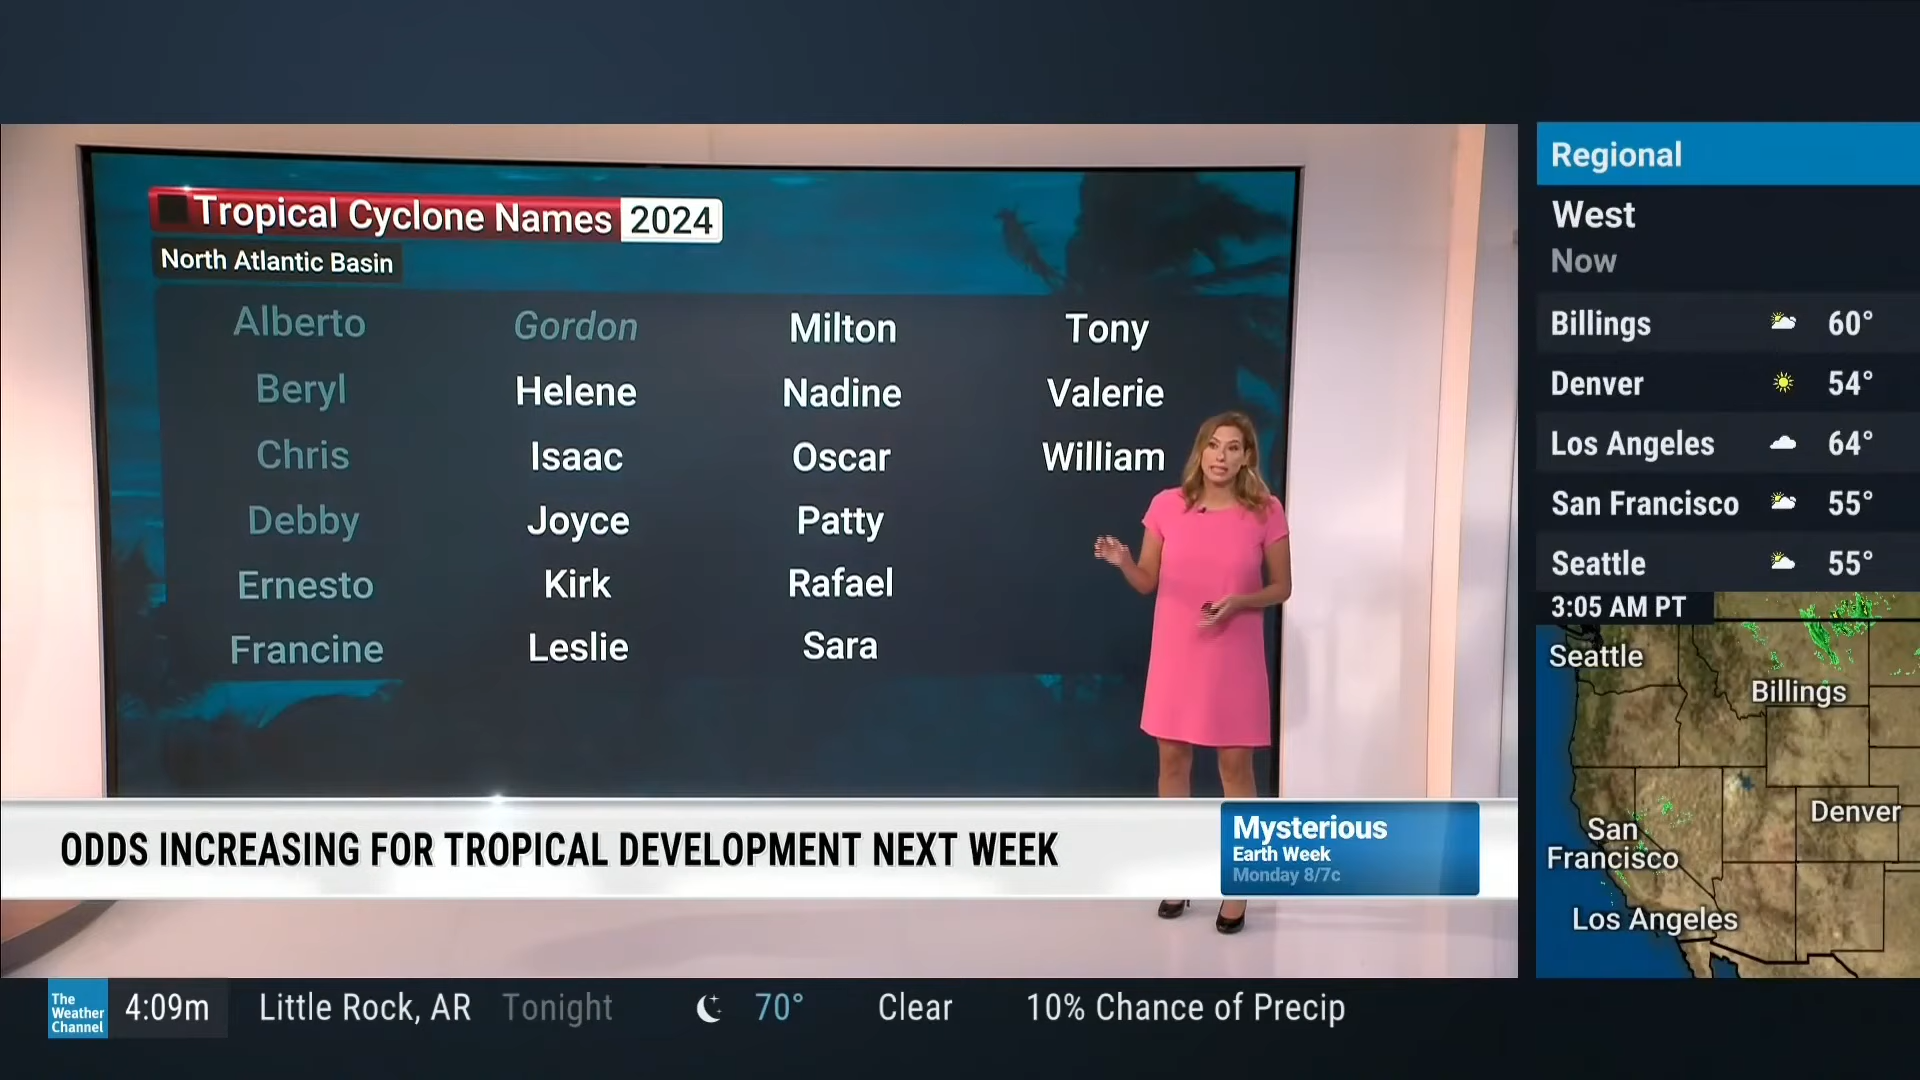 Tropical Cyclone Names 2024
North Atlantic Basin
Alberto
Beryl
Chris
Debby
Ernesto
Francine
Gordon
Helene
Isaac
Joyce
Kirk
Leslie
Milton
Nadine
Oscar
Patty
Rafael
Sara
Tony
Valerie
William
ODDS INCREASING FOR TROPICAL DEVELOPMENT NEXT WEEK
Mysterious
Earth Week
Monday 8/7c
Regional
West
Now
Billings 60°
Denver 54°
Los Angeles 64°
San Francisco 55°
Seattle 55°
3:05 AM PT
Seattle
Billings
Denver
San
Francisco
Los Angeles
The
Weather
Channel
4:09m Little Rock, AR Tonight 70° Clear 10% Chance of Precip